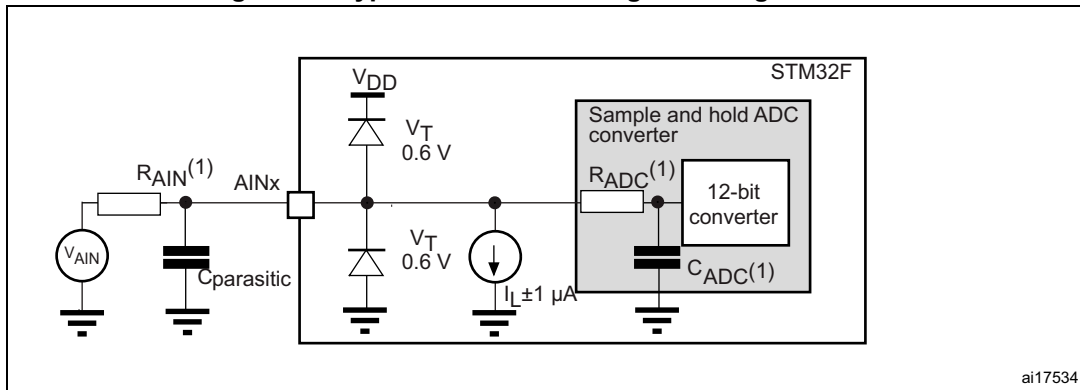 STM32F
VDD
Sample and hold ADC
converter
VT
0.6 V
RAIN(1)
AINx
RADC(1)
12-bit
converter
VAIN
Cparasitic
VT
0.6 V
IL±1 µA
CADC(1)
ai17534